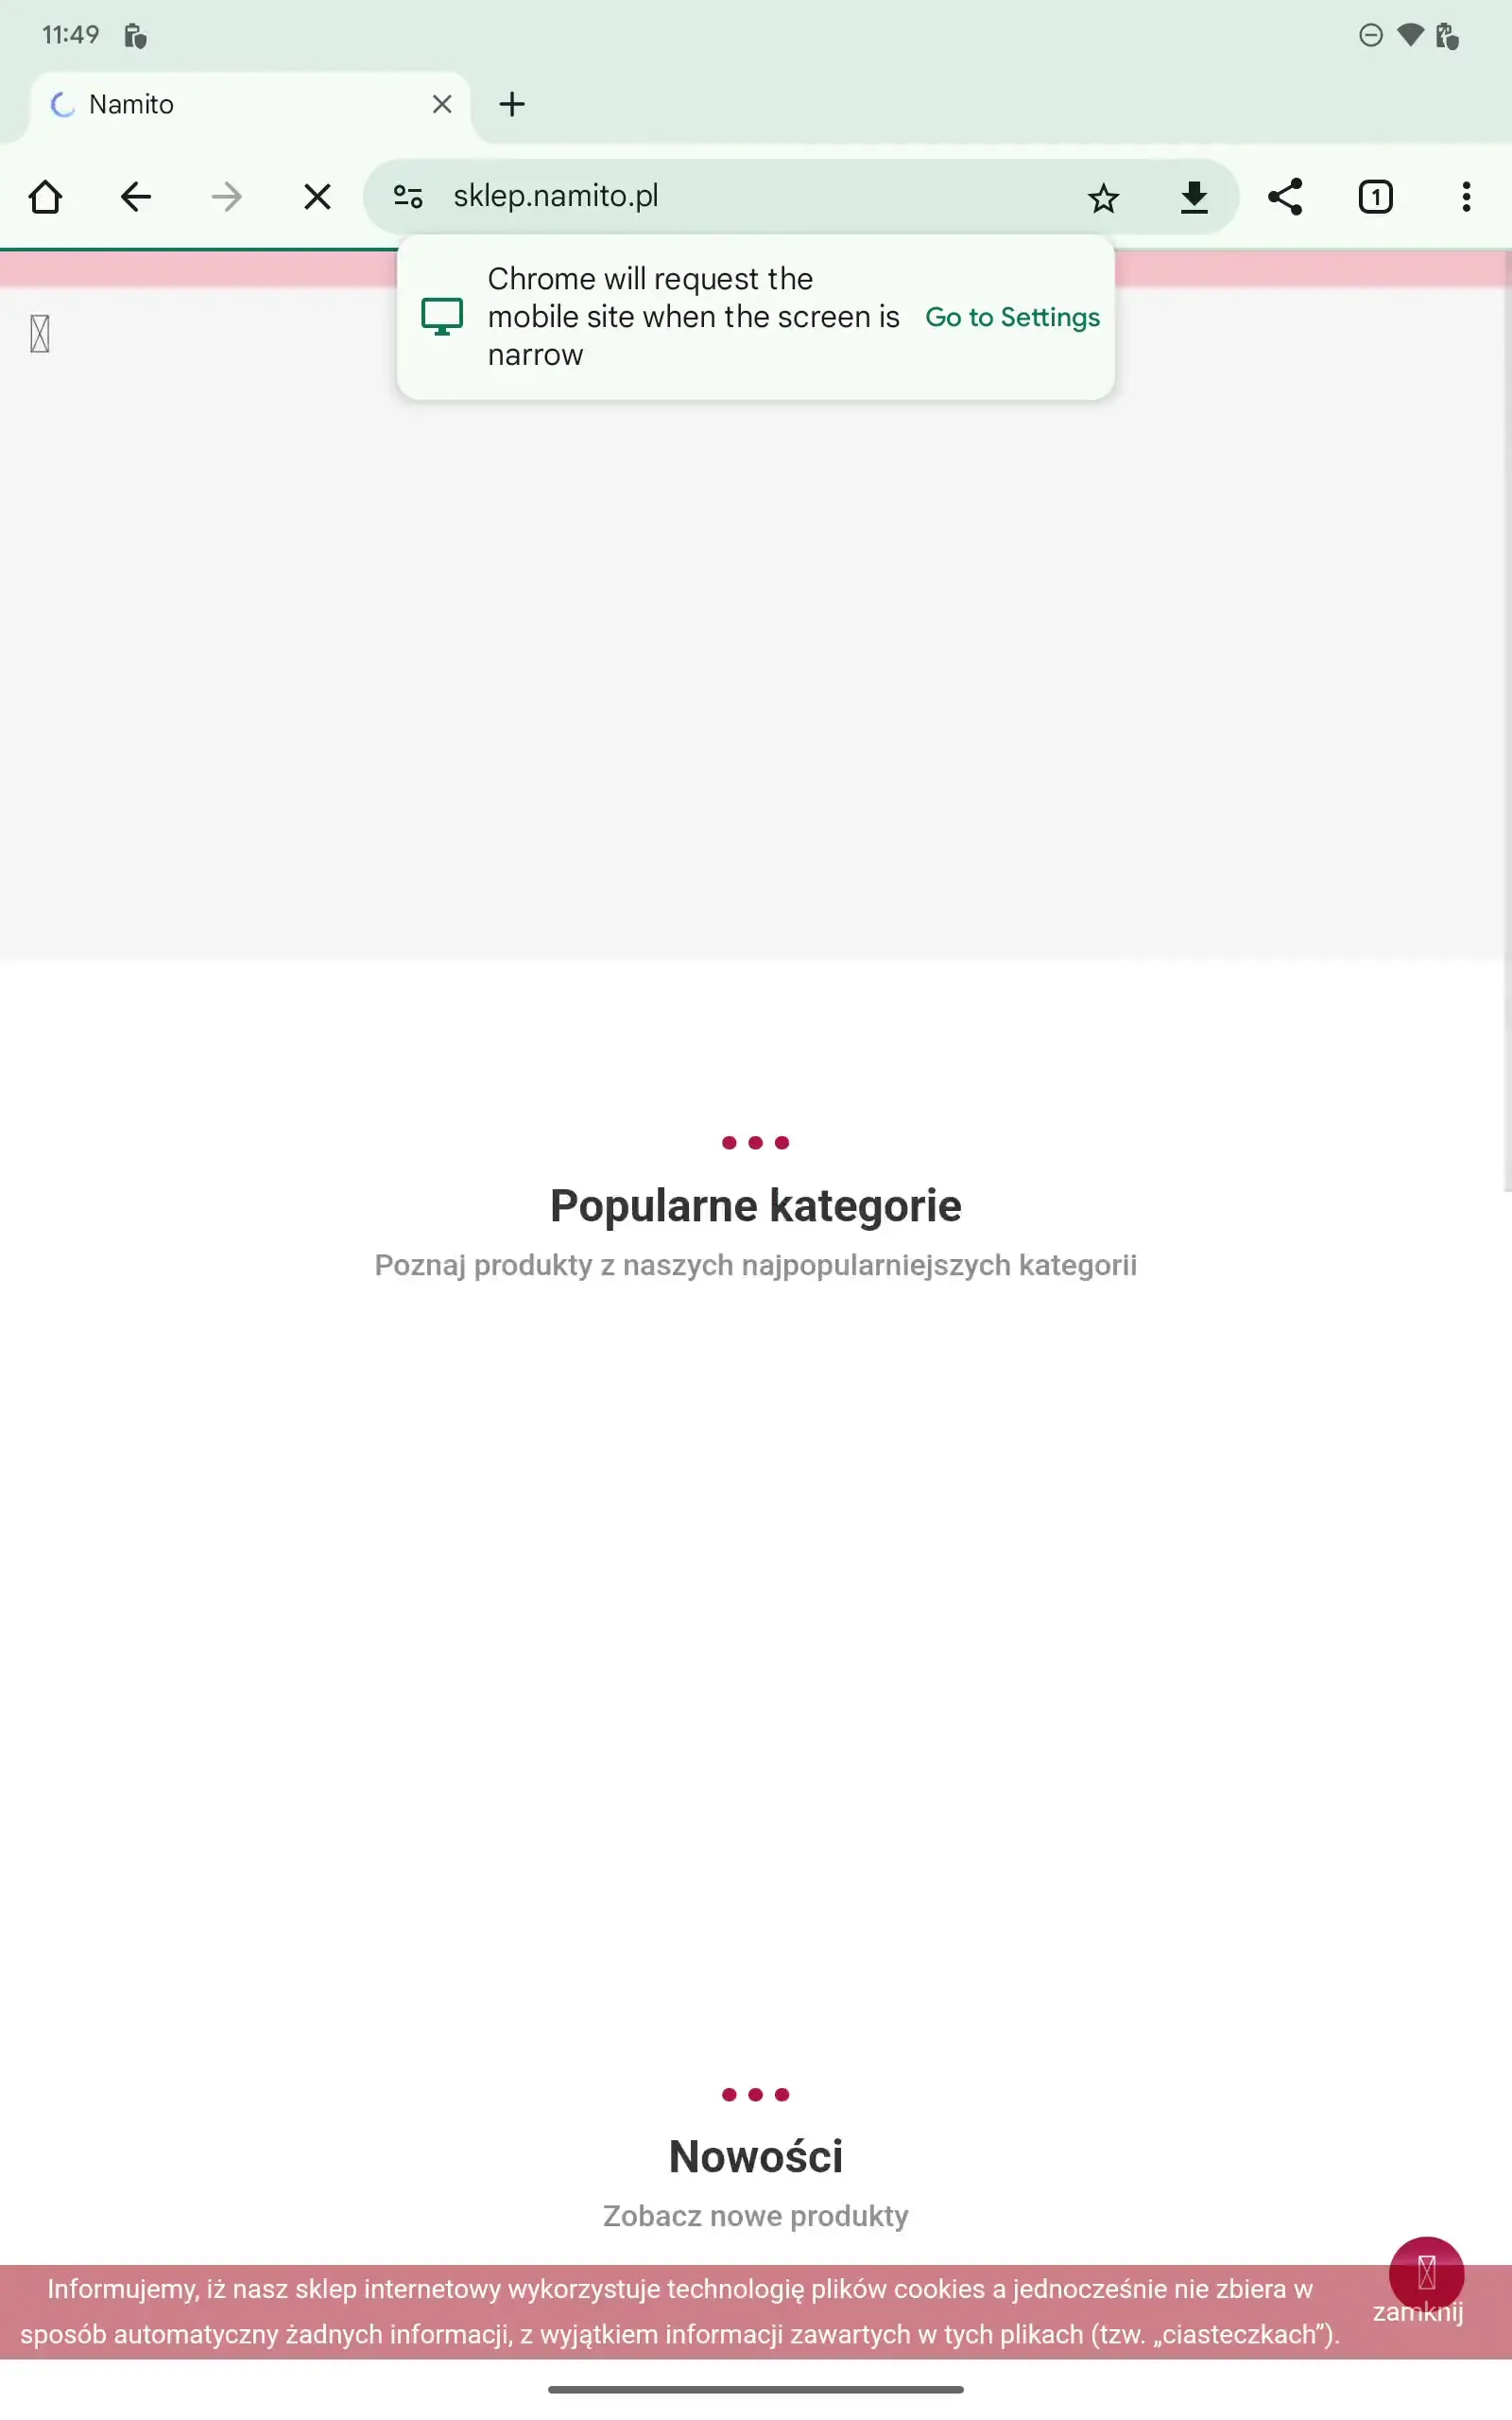 11:49
Namito
sklep.namito.pl
1
Chrome will request the
mobile site when the screen is
narrow
Go to Settings
Popularne kategorie
Poznaj produkty z naszych najpopularniejszych kategorii
Nowości
Zobacz nowe produkty
Informujemy, iż nasz sklep internetowy wykorzystuje technologię plików cookies a jednocześnie nie zbiera w
sposób automatyczny żadnych informacji, z wyjątkiem informacji zawartych w tych plikach (tzw. „ciasteczkach”).
zamknij